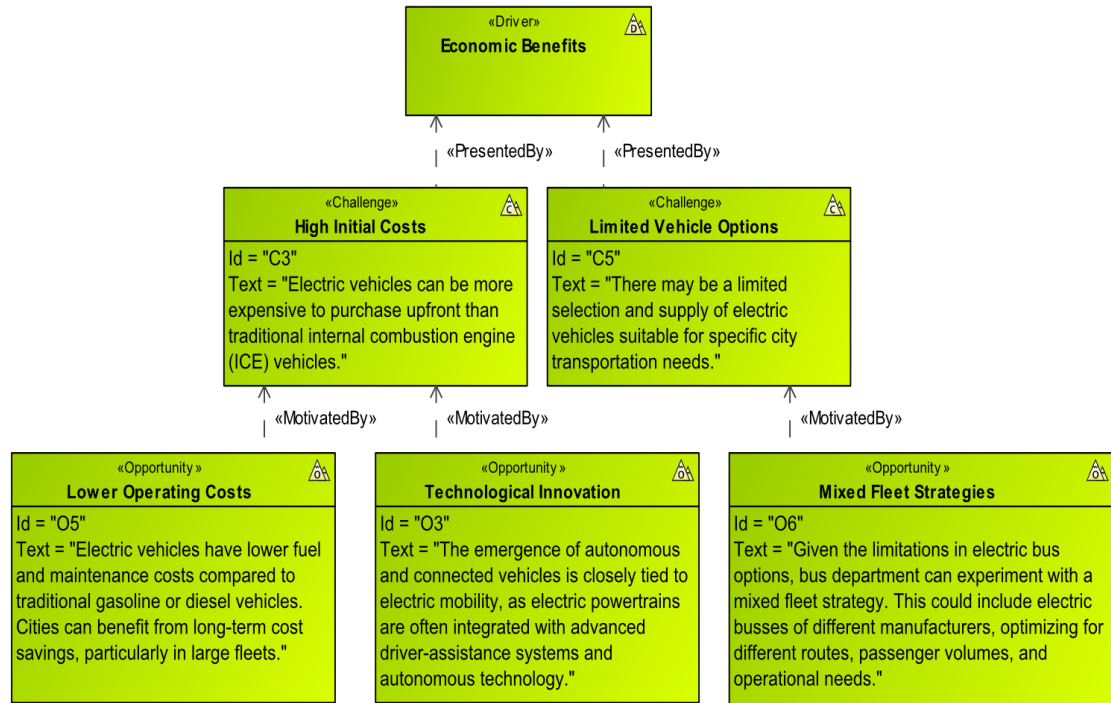 «Driver»
D
Economic Benefits
«PresentedBy»
«PresentedBy»
«Challenge»
C
High Initial Costs
Id = "C3"
Text = "Electric vehicles can be more
expensive to purchase upfront than
traditional internal combustion engine
(ICE) vehicles."
«Challenge»
C
Limited Vehicle Options
Id = "C5"
Text = "There may be a limited
selection and supply of electric
vehicles suitable for specific city
transportation needs."
«MotivatedBy»
«MotivatedBy»
«MotivatedBy»
«Opportunity»
O
Lower Operating Costs
Id = "O5"
Text = "Electric vehicles have lower fuel
and maintenance costs compared to
traditional gasoline or diesel vehicles.
Cities can benefit from long-term cost
savings, particularly in large fleets."
«Opportunity»
O
Technological Innovation
Id = "O3"
Text = "The emergence of autonomous
and connected vehicles is closely tied to
electric mobility, as electric powertrains
are often integrated with advanced
driver-assistance systems and
autonomous technology."
«Opportunity»
O
Mixed Fleet Strategies
Id = "O6"
Text = "Given the limitations in electric bus
options, bus department can experiment with a
mixed fleet strategy. This could include electric
busses of different manufacturers, optimizing for
different routes, passenger volumes, and
operational needs."